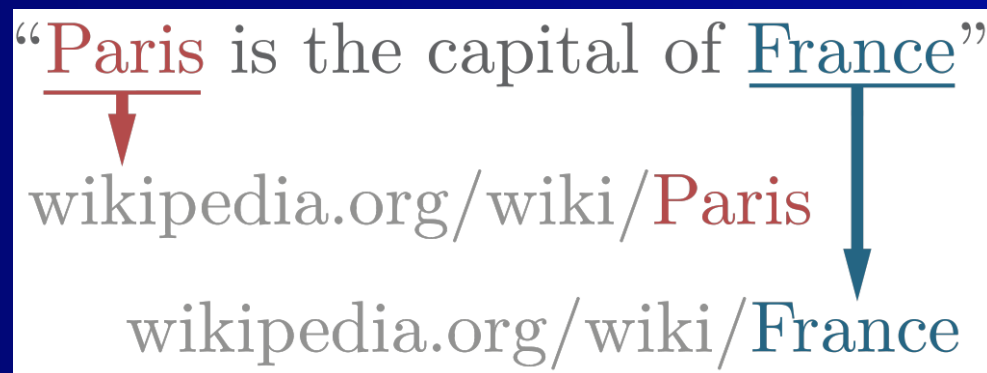 “Paris is the capital of France”
wikipedia.org/wiki/Paris
wikipedia.org/wiki/France